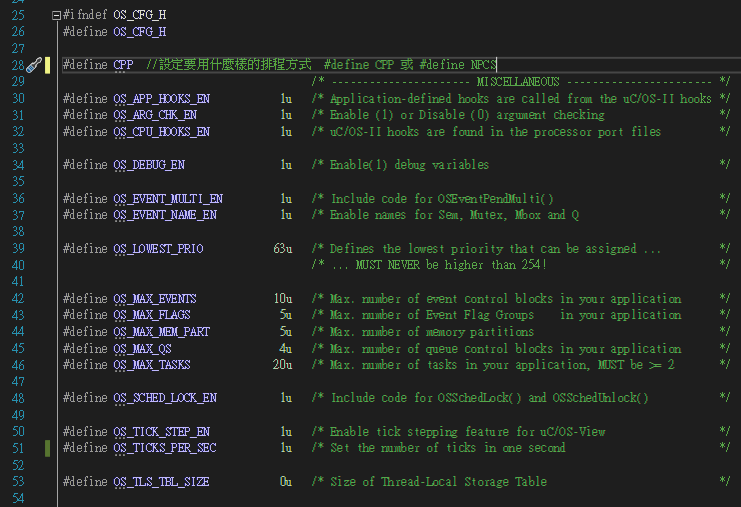 25 #ifndef OS_CFG_H
26 #define OS_CFG_H
27
28 #define CPP //設定要用什麼樣的排程方式 #define CPP 或 #define NPCS
29 /* --------------------- MISCELLANEOUS ---------------------- */
30 #define OS_APP_HOOKS_EN 1u /* Application-defined hooks are called from the uC/OS-II hooks */
31 #define OS_ARG_CHK_EN 1u /* Enable (1) or Disable (0) argument checking */
32 #define OS_CPU_HOOKS_EN 1u /* uC/OS-II hooks are found in the processor port files */
33
34 #define OS_DEBUG_EN 1u /* Enable(1) debug variables */
35
36 #define OS_EVENT_MULTI_EN 1u /* Include code for OSEventPendMulti() */
37 #define OS_EVENT_NAME_EN 1u /* Enable names for Sem, Mutex, Mbox and Q */
38
39 #define OS_LOWEST_PRIO 63u /* Defines the lowest priority that can be assigned ... */
40 /* ... MUST NEVER be higher than 254! */
41
42 #define OS_MAX_EVENTS 10u /* Max. number of event control blocks in your application */
43 #define OS_MAX_FLAGS 5u /* Max. number of Event Flag Groups in your application */
44 #define OS_MAX_MEM_PART 5u /* Max. number of memory partitions */
45 #define OS_MAX_QS 4u /* Max. number of queue control blocks in your application */
46 #define OS_MAX_TASKS 20u /* Max. number of tasks in your application, MUST be >= 2 */
47
48 #define OS_SCHED_LOCK_EN 1u /* Include code for OSSchedLock() and OSSchedUnlock() */
49
50 #define OS_TICK_STEP_EN 1u /* Enable tick stepping feature for uC/OS-View */
51 #define OS_TICKS_PER_SEC 1u /* Set the number of ticks in one second */
52
53 #define OS_TLS_TBL_SIZE 0u /* Size of Thread-Local Storage Table */
54